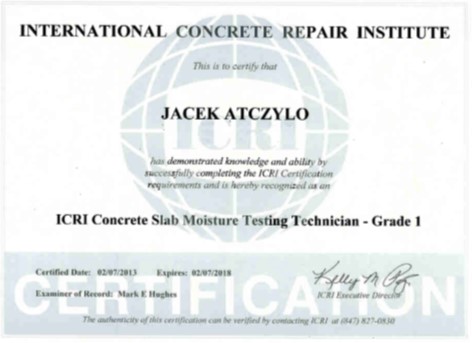 INTERNATIONAL CONCRETE REPAIR INSTITUTE
This is to certify that
JACEK ATCZYLO
ICRI
has demonstrated knowledge and ability by
successfully completing the ICRI Certification
requirements and is hereby recognized as an
ICRI Concrete Slab Moisture Testing Technician - Grade 1
Certified Date: 02/07/2013 Expires: 02/07/2018
Examiner of Record: Mark E Hughes
ICRI Executive Director
CERTIFICATION
The authenticity of this certification can be verified by contacting ICRI at (847) 827-0830